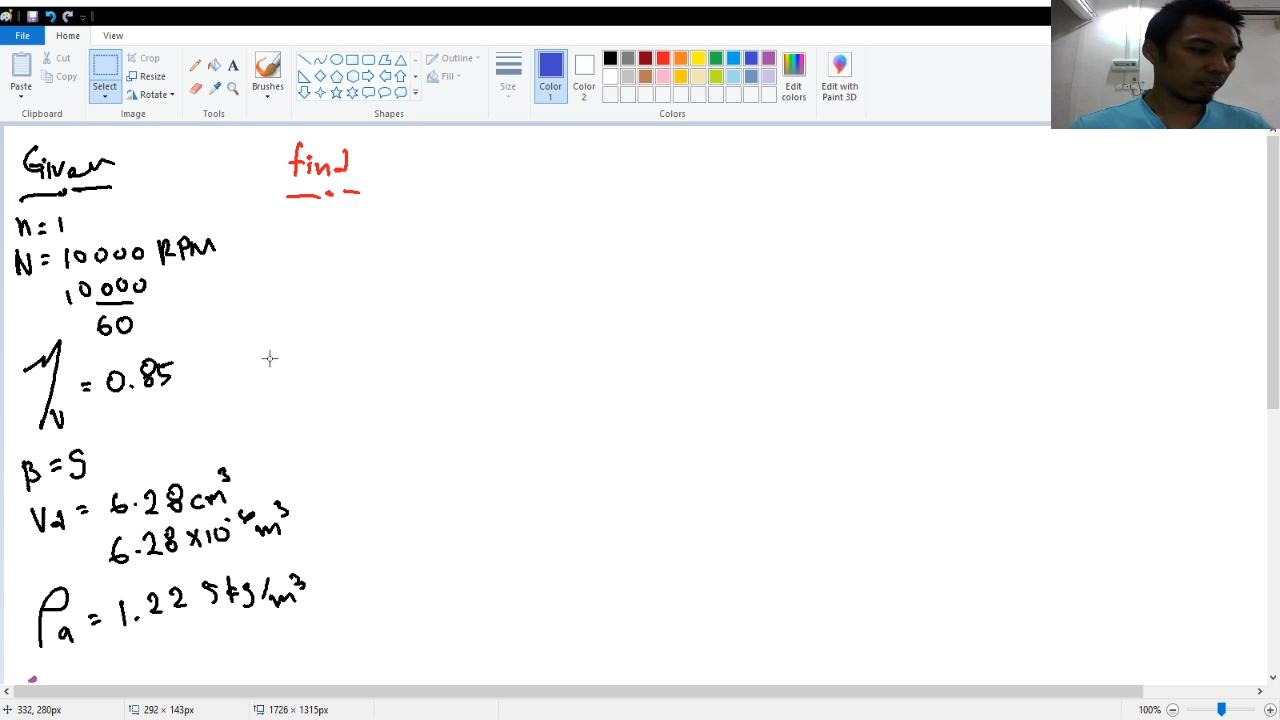 File Home View
Paste
Cut
Copy
Clipboard
Select
Crop
Resize
Rotate
Image
A
Tools
Brushes
Outline
Fill
Shapes
Size
Color 1
Color 2
Edit colors
Edit with Paint 3D
Colors
Given
find
n = 1
N = 10000 RPM
10000
60
η
v = 0.85
β = 5
Vd = 6.28 cm³
6.28 × 10⁻⁶ m³
ρa = 1.225 kg/m³
332, 280px
292 × 143px
1726 × 1315px
100%